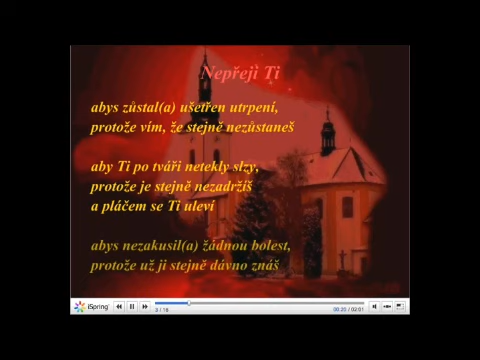 Nepřeji Ti
abys zůstal(a) ušetřen utrpení,
protože vím, že stejně nezůstaneš
aby Ti po tváři netekly slzy,
protože je stejně nezadržíš
a pláčem se Ti uleví
abys nezakusil(a) žádnou bolest,
protože už ji stejně dávno znáš
iSpring
3 / 16
00:20 / 02:01